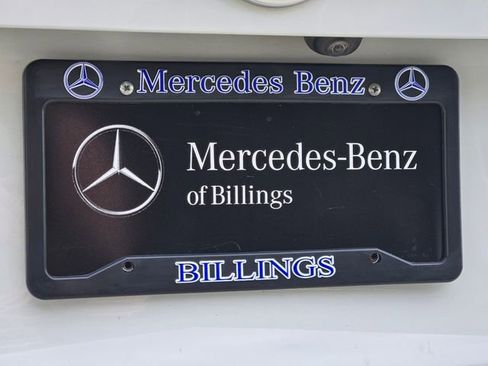 Mercedes Benz
Mercedes-Benz
of Billings
BILLINGS